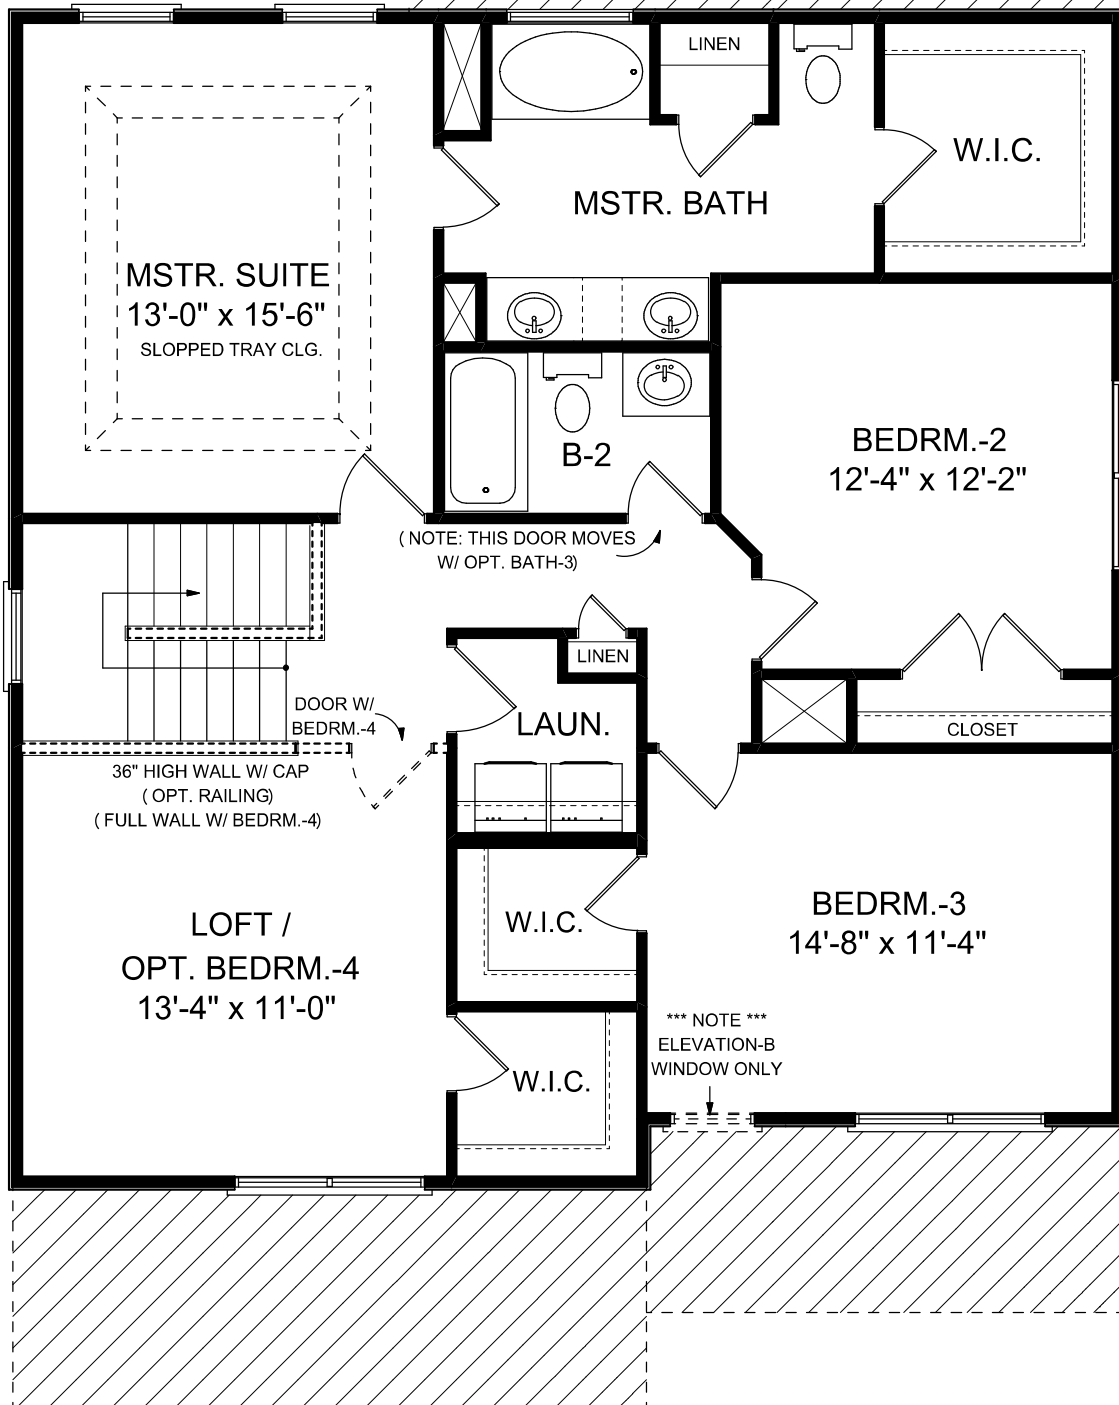 LINEN
W.I.C.
MSTR. BATH
MSTR. SUITE
13'-0" x 15'-6"
SLOPPED TRAY CLG.
B-2
BEDRM.-2
12'-4" x 12'-2"
( NOTE: THIS DOOR MOVES
W/ OPT. BATH-3)
LINEN
LAUN.
CLOSET
DOOR W/
BEDRM.-4
36" HIGH WALL W/ CAP
( OPT. RAILING)
( FULL WALL W/ BEDRM.-4)
LOFT /
OPT. BEDRM.-4
13'-4" x 11'-0"
W.I.C.
BEDRM.-3
14'-8" x 11'-4"
*** NOTE ***
ELEVATION-B
WINDOW ONLY
W.I.C.